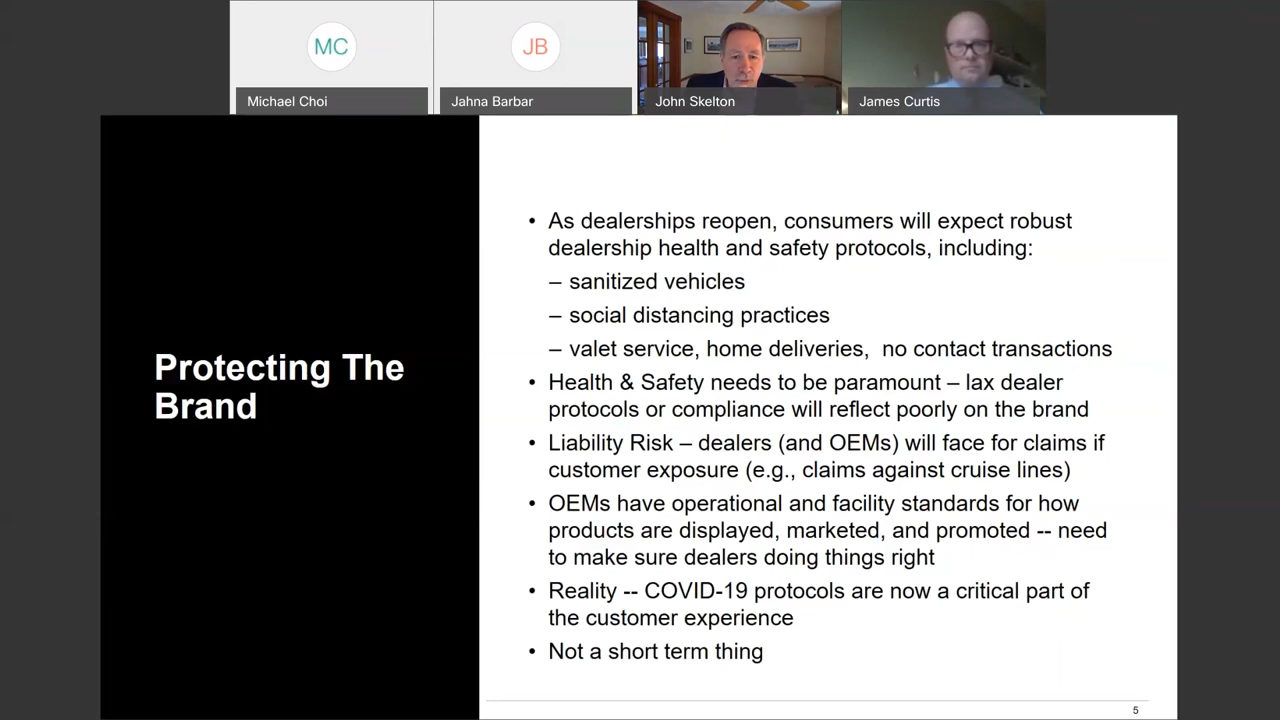 MC
JB
Michael Choi
Jahna Barbar
John Skelton
James Curtis
Protecting The
Brand
• As dealerships reopen, consumers will expect robust
dealership health and safety protocols, including:
– sanitized vehicles
– social distancing practices
– valet service, home deliveries,  no contact transactions
• Health & Safety needs to be paramount – lax dealer
protocols or compliance will reflect poorly on the brand
• Liability Risk – dealers (and OEMs) will face for claims if
customer exposure (e.g., claims against cruise lines)
• OEMs have operational and facility standards for how
products are displayed, marketed, and promoted -- need
to make sure dealers doing things right
• Reality -- COVID-19 protocols are now a critical part of
the customer experience
• Not a short term thing
5